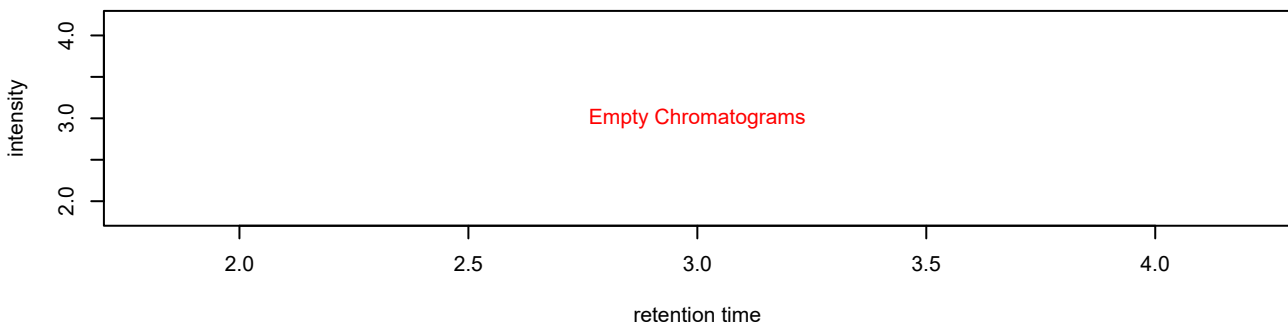 4.0
3.0
2.0
intensity
Empty Chromatograms
2.0 2.5 3.0 3.5 4.0
retention time